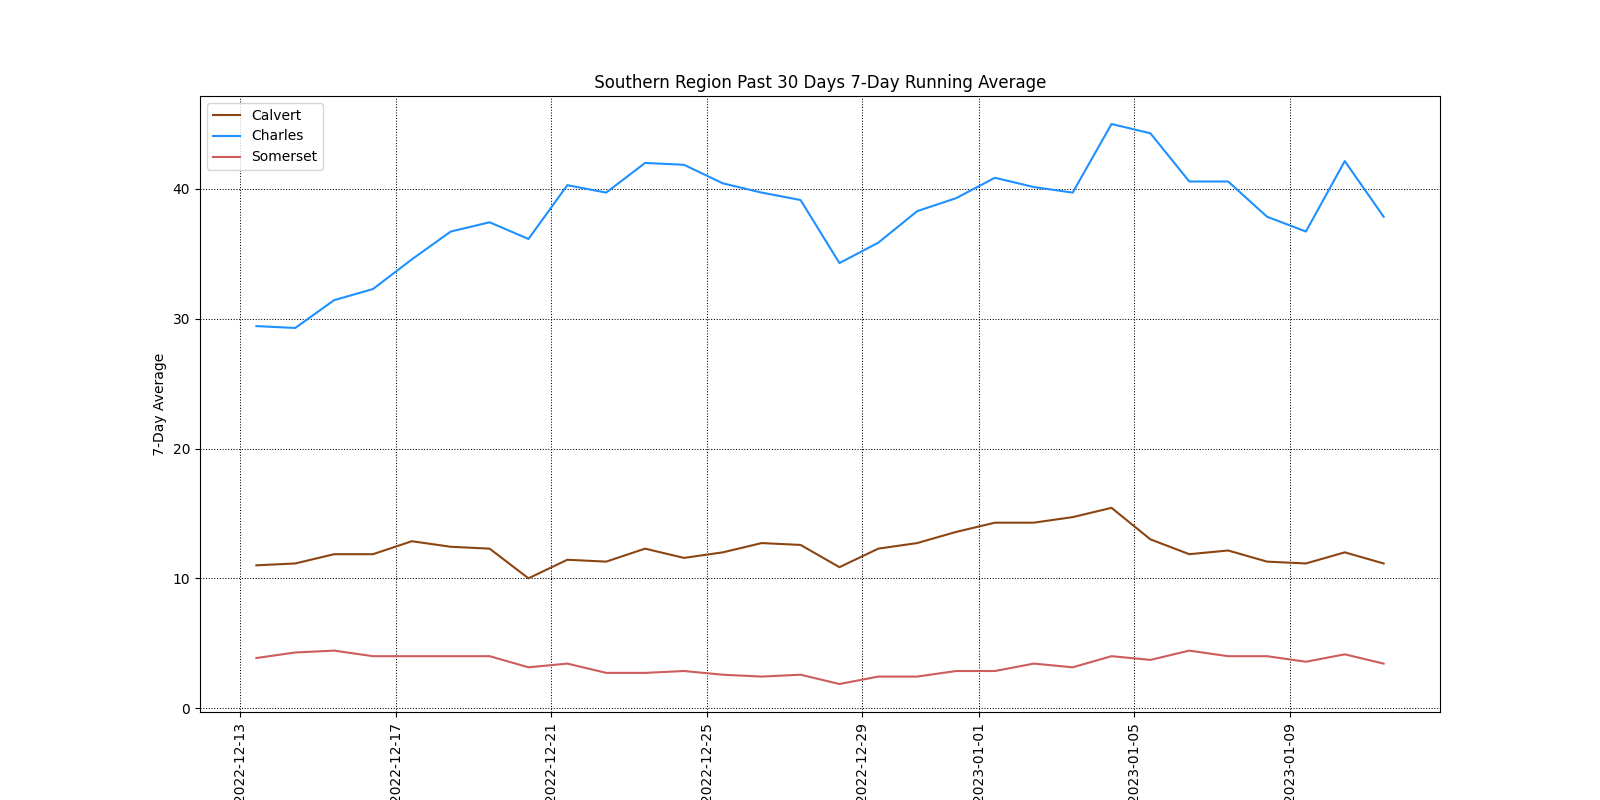 Southern Region Past 30 Days 7-Day Running Average
Calvert
Charles
Somerset
7-Day Average
40
30
20
10
0
2022-12-13
2022-12-17
2022-12-21
2022-12-25
2022-12-29
2023-01-01
2023-01-05
2023-01-09